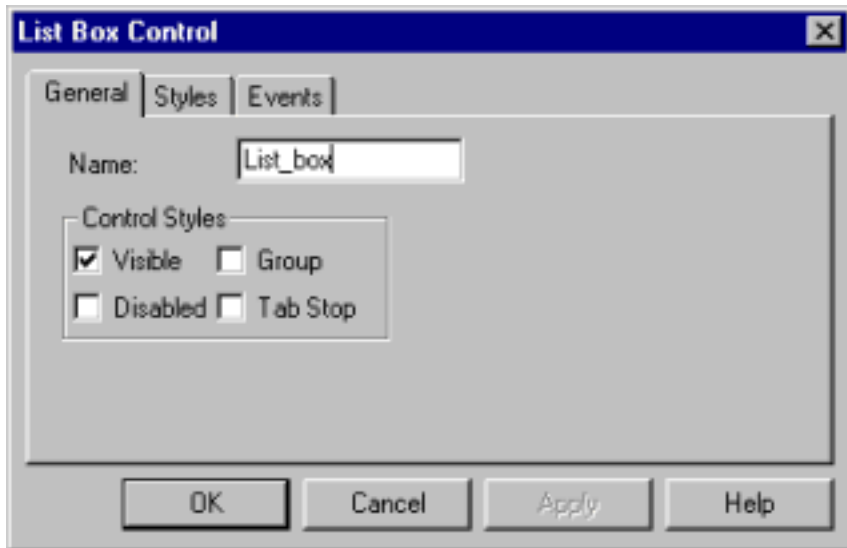 List Box Control
General Styles Events
Name: List_box
Control Styles
Visible Group
Disabled Tab Stop
OK Cancel Apply Help